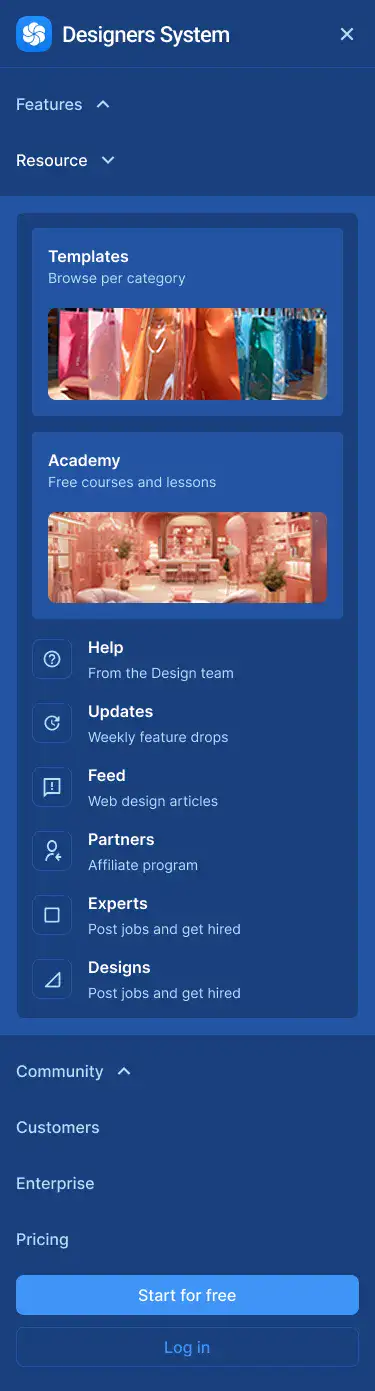 Designers System
Features
Resource
Templates
Browse per category
Academy
Free courses and lessons
Help
From the Design team
Updates
Weekly feature drops
Feed
Web design articles
Partners
Affiliate program
Experts
Post jobs and get hired
Designs
Post jobs and get hired
Community
Customers
Enterprise
Pricing
Start for free
Log in